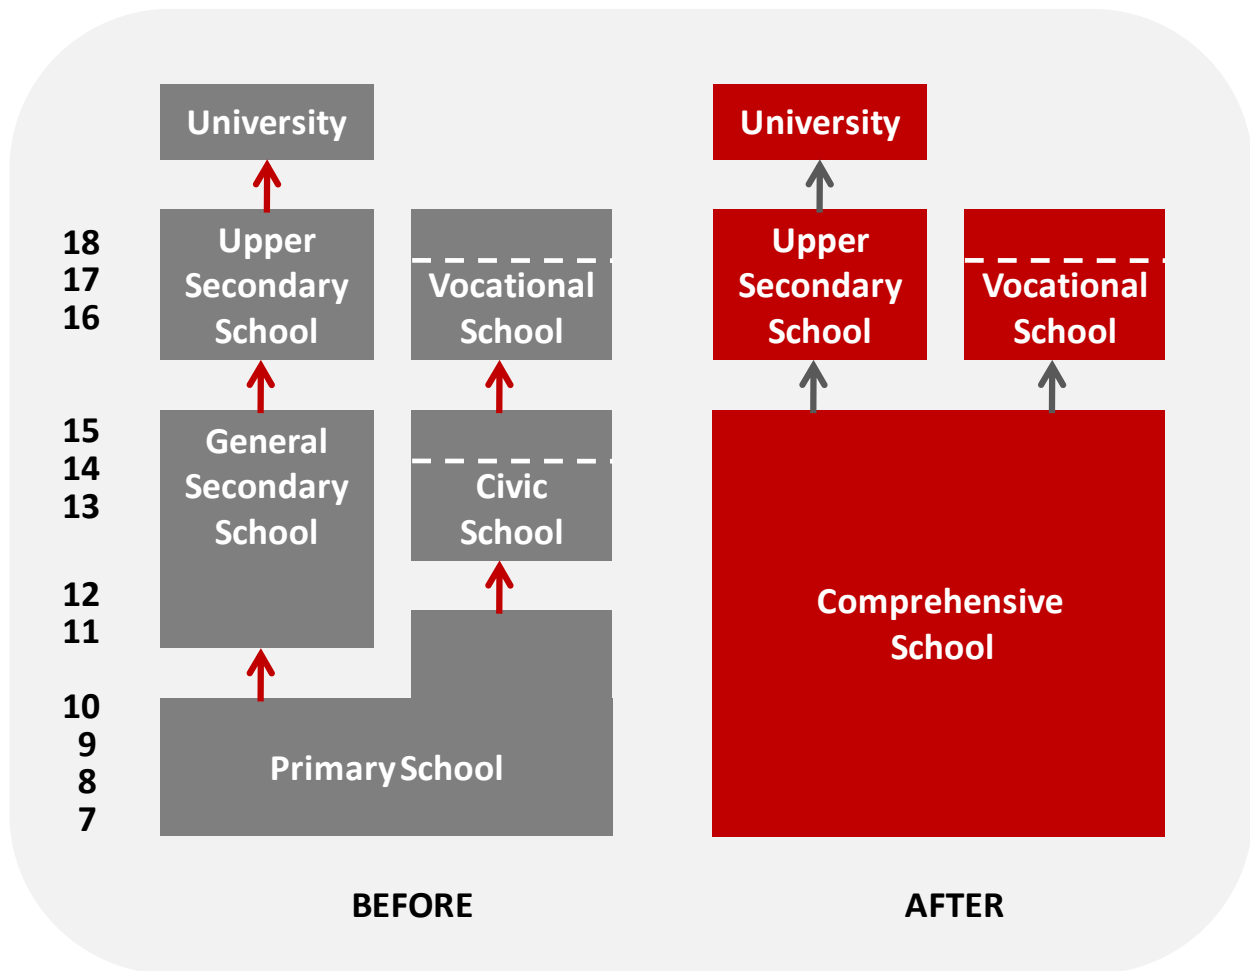 University
University
18
17
16
Upper
Secondary
School
Vocational
School
Upper
Secondary
School
Vocational
School
15
14
13
General
Secondary
School
Civic
School
12
11
Comprehensive
School
10
9
8
7
Primary School
BEFORE
AFTER